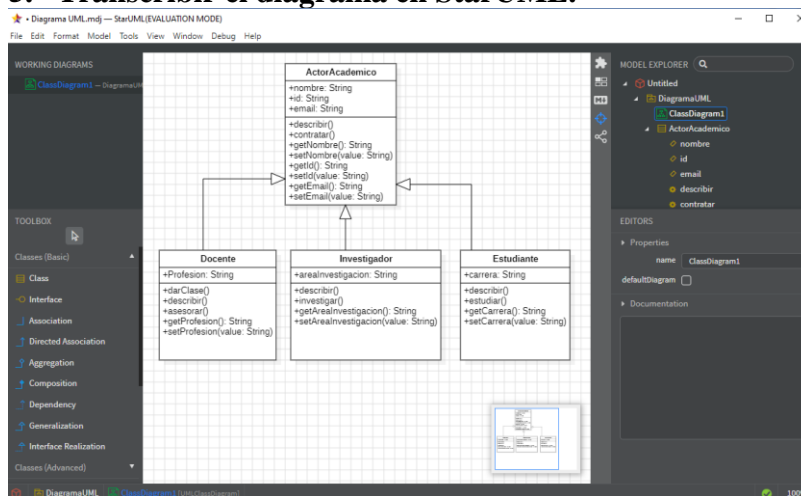 3. Transcribir el diagrama en StarUML.
• Diagrama UML.mdj — StarUML(EVALUATION MODE)
File Edit Format Model Tools View Window Debug Help
WORKING DIAGRAMS
ClassDiagram1 — DiagramaUM
ActorAcademico
+nombre: String
+id: String
+email: String
+describir()
+contratar()
+getNombre(): String
+setNombre(value: String)
+getId(): String
+setId(value: String)
+getEmail(): String
+setEmail(value: String)
Docente
+Profesion: String
+darClase()
+describir()
+asesorar()
+getProfesion(): String
+setProfesion(value: String)
Investigador
+areaInvestigacion: String
+describir()
+investigar()
+getAreaInvestigacion(): String
+setAreaInvestigacion(value: String)
Estudiante
+carrera: String
+describir()
+estudiar()
+getCarrera(): String
+setCarrera(value: String)
TOOLBOX
Classes (Basic)
Class
Interface
Association
Directed Association
Aggregation
Composition
Dependency
Generalization
Interface Realization
Classes (Advanced)
MODEL EXPLORER
Untitled
DiagramaUML
ClassDiagram1
ActorAcademico
nombre
id
email
describir
contratar
EDITORS
Properties
name ClassDiagram1
defaultDiagram
Documentation
DiagramaUML ClassDiagram1 [UMLClassDiagram]
100%